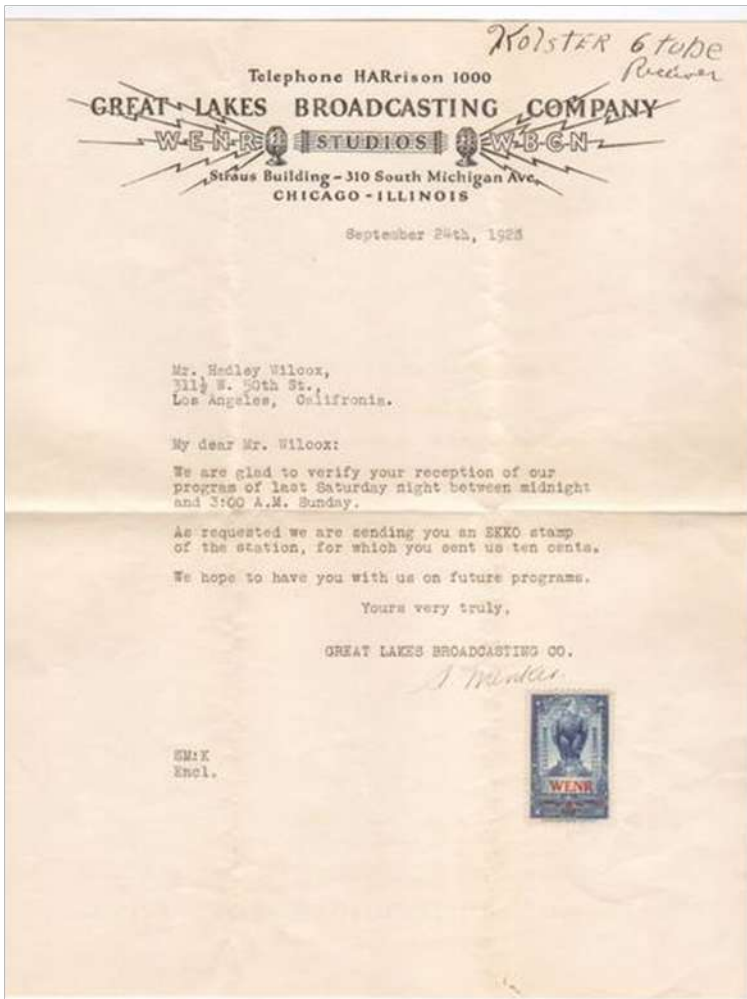 Kolster 6 tube
Receiver
Telephone HARrison 1000
GREAT LAKES BROADCASTING COMPANY
W-E-N-R STUDIOS W-B-C-N
Straus Building - 310 South Michigan Ave.
CHICAGO - ILLINOIS
September 24th, 1928
Mr. Hadley Wilcox,
311½ W. 50th St.,
Los Angeles, Califronia.
My dear Mr. Wilcox:
We are glad to verify your reception of our
program of last Saturday night between midnight
and 3:00 A.M. Sunday.
As requested we are sending you an EKKO stamp
of the station, for which you sent us ten cents.
We hope to have you with us on future programs.
Yours very truly,
GREAT LAKES BROADCASTING CO.
SM:K
Encl.
WENR